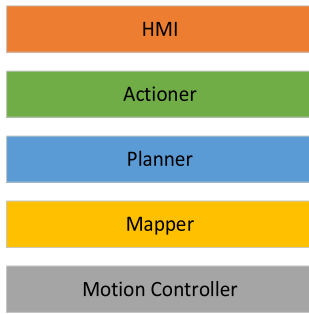 HMI
Actioner
Planner
Mapper
Motion Controller